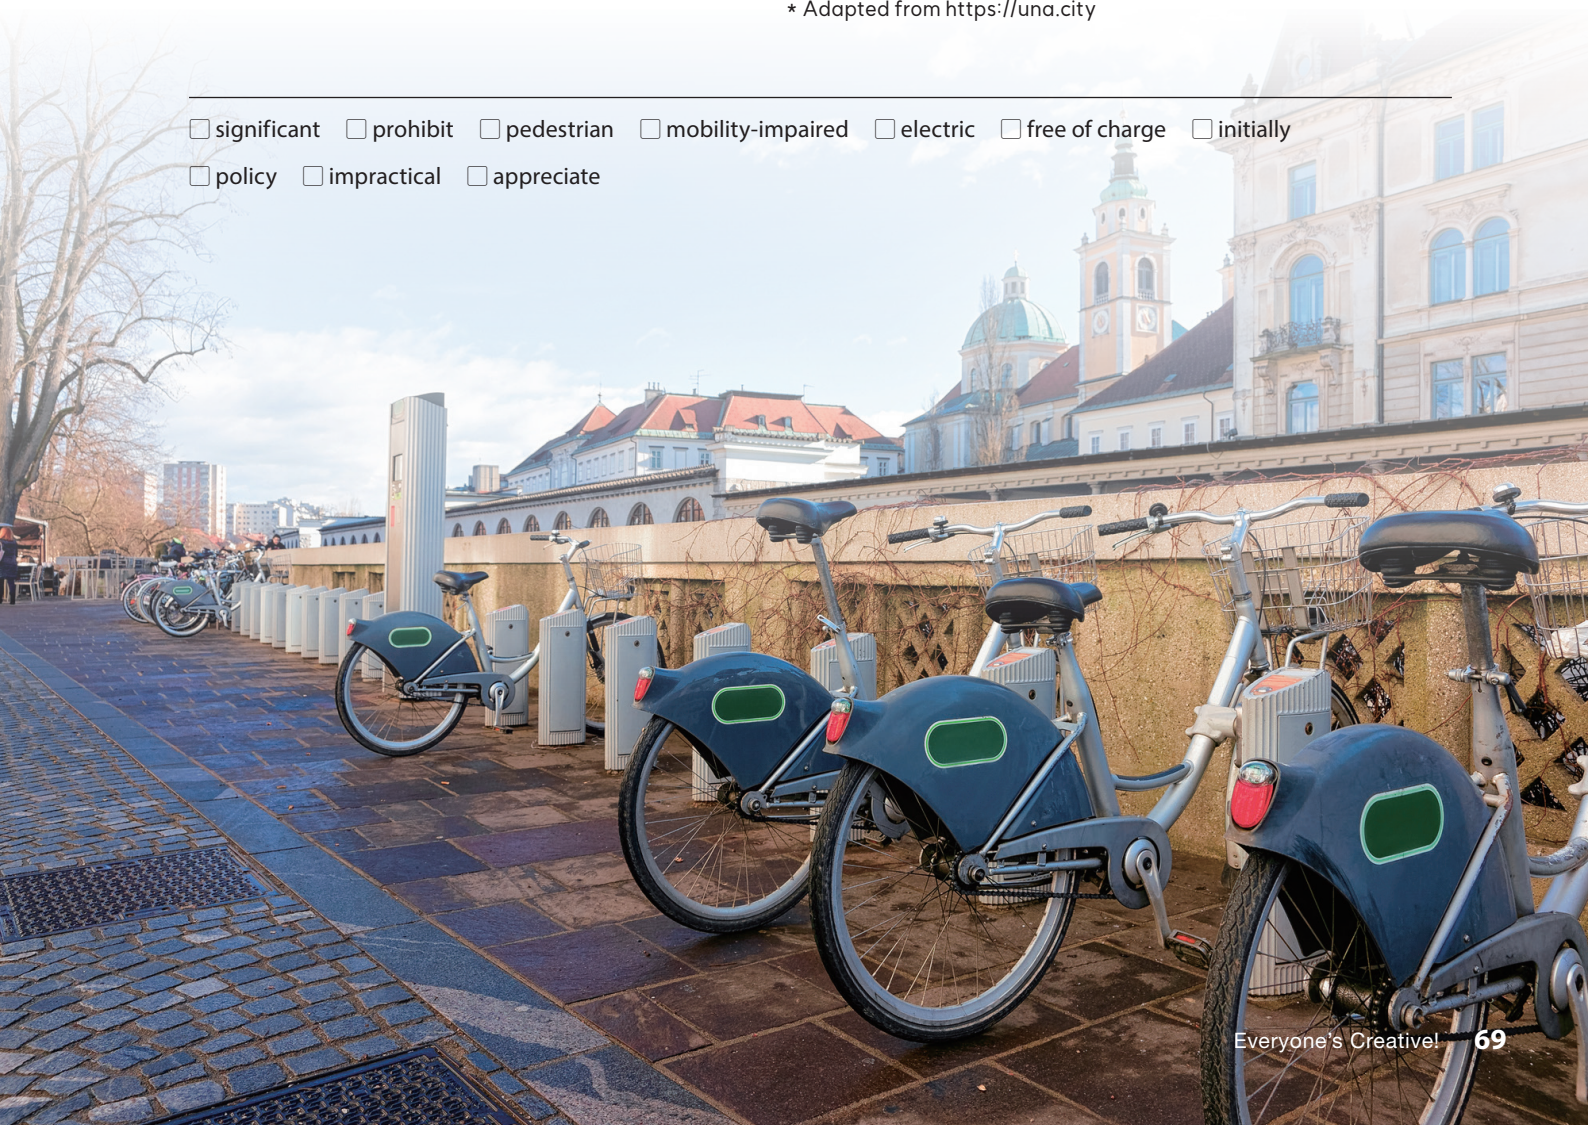 * Adapted from https://una.city
significant prohibit pedestrian mobility-impaired electric free of charge initially
policy impractical appreciate
Everyone's Creative! 69